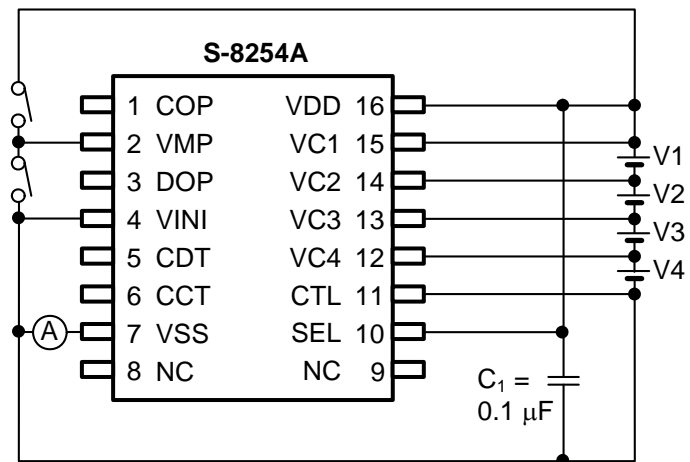 S-8254A
1 COP VDD 16
2 VMP VC1 15
3 DOP VC2 14
4 VINI VC3 13
5 CDT VC4 12
6 CCT CTL 11
7 VSS SEL 10
8 NC NC 9
A
V1
V2
V3
V4
C1 =
0.1 μF